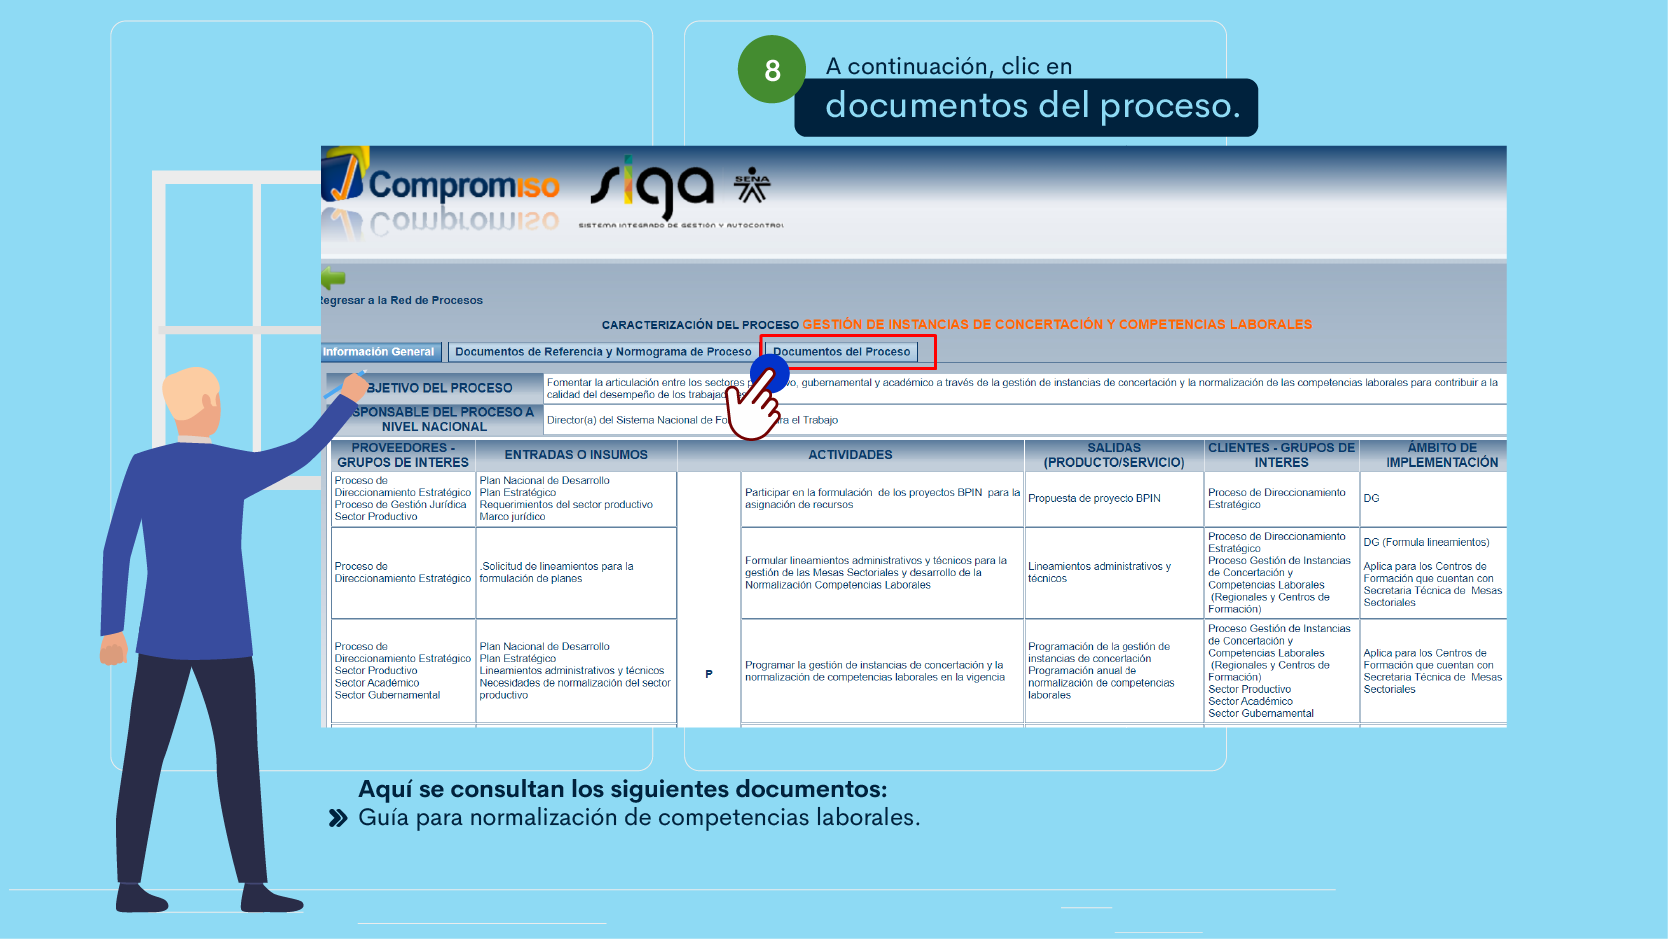 8
A continuación, clic en
documentos del proceso.
Compromiso
siga
SENA
SISTEMA INTEGRADO DE GESTIÓN Y AUTOCONTROL
Regresar a la Red de Procesos
CARACTERIZACIÓN DEL PROCESO GESTIÓN DE INSTANCIAS DE CONCERTACIÓN Y COMPETENCIAS LABORALES
Información General
Documentos de Referencia y Normograma de Proceso
Documentos del Proceso
BJETIVO DEL PROCESO
Fomentar la articulación entre los sectores p vo, gubernamental y académico a través de la gestión de instancias de concertación y la normalización de las competencias laborales para contribuir a la
calidad del desempeño de los trabajad es
SPONSABLE DEL PROCESO A
NIVEL NACIONAL
Director(a) del Sistema Nacional de Fo ra el Trabajo
PROVEEDORES -
GRUPOS DE INTERES
ENTRADAS O INSUMOS
ACTIVIDADES
SALIDAS
(PRODUCTO/SERVICIO)
CLIENTES - GRUPOS DE
INTERES
ÁMBITO DE
IMPLEMENTACIÓN
Proceso de
Direccionamiento Estratégico
Proceso de Gestión Jurídica
Sector Productivo
Plan Nacional de Desarrollo
Plan Estratégico
Requerimientos del sector productivo
Marco jurídico
Participar en la formulación de los proyectos BPIN para la
asignación de recursos
Propuesta de proyecto BPIN
Proceso de Direccionamiento
Estratégico
DG
Proceso de
Direccionamiento Estratégico
.Solicitud de lineamientos para la
formulación de planes
Formular lineamientos administrativos y técnicos para la
gestión de las Mesas Sectoriales y desarrollo de la
Normalización Competencias Laborales
Lineamientos administrativos y
técnicos
Proceso de Direccionamiento
Estratégico
Proceso Gestión de Instancias
de Concertación y
Competencias Laborales
(Regionales y Centros de
Formación)
DG (Formula lineamientos)
Aplica para los Centros de
Formación que cuentan con
Secretaria Técnica de Mesas
Sectoriales
Proceso de
Direccionamiento Estratégico
Sector Productivo
Sector Académico
Sector Gubernamental
Plan Nacional de Desarrollo
Plan Estratégico
Lineamientos administrativos y técnicos
Necesidades de normalización del sector
productivo
P
Programar la gestión de instancias de concertación y la
normalización de competencias laborales en la vigencia
Programación de la gestión de
instancias de concertación
Programación anual de
normalización de competencias
laborales
Proceso Gestión de Instancias
de Concertación y
Competencias Laborales
(Regionales y Centros de
Formación)
Sector Productivo
Sector Académico
Sector Gubernamental
Aplica para los Centros de
Formación que cuentan con
Secretaria Técnica de Mesas
Sectoriales
Aquí se consultan los siguientes documentos:
Guía para normalización de competencias laborales.